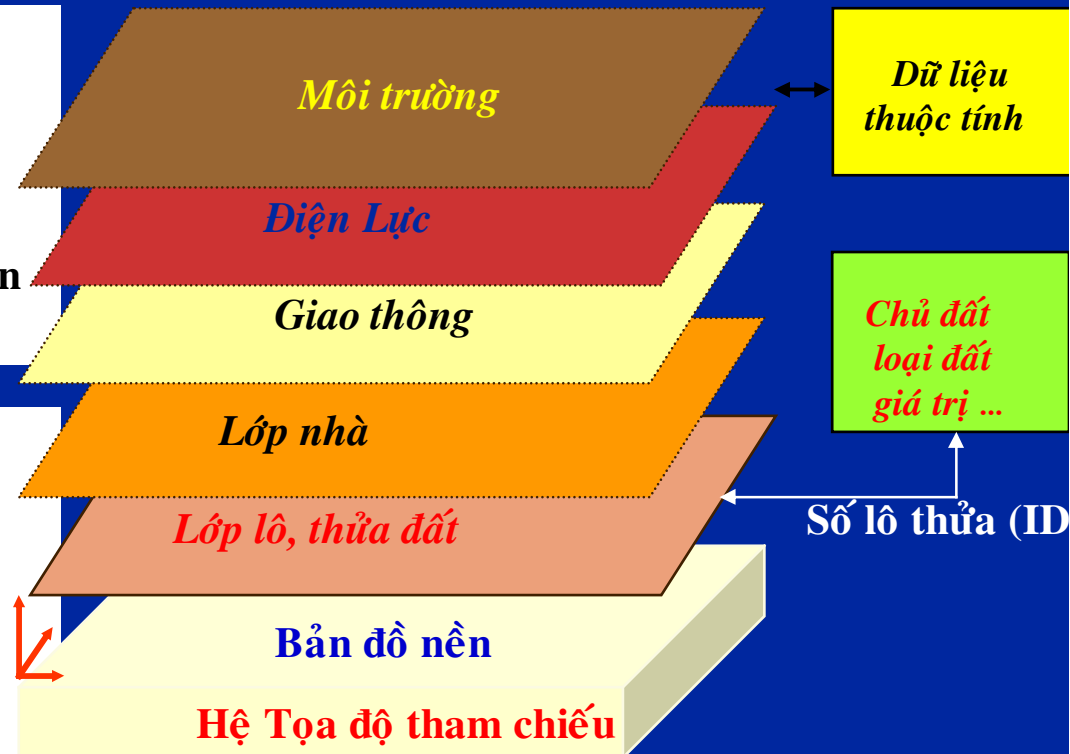 Môi trường
Dữ liệu
thuộc tính
Điện Lực
Giao thông
Chủ đất
loại đất
giá trị ...
Lớp nhà
Lớp lô, thửa đất
Số lô thửa (ID
Bản đồ nền
Hệ Tọa độ tham chiếu